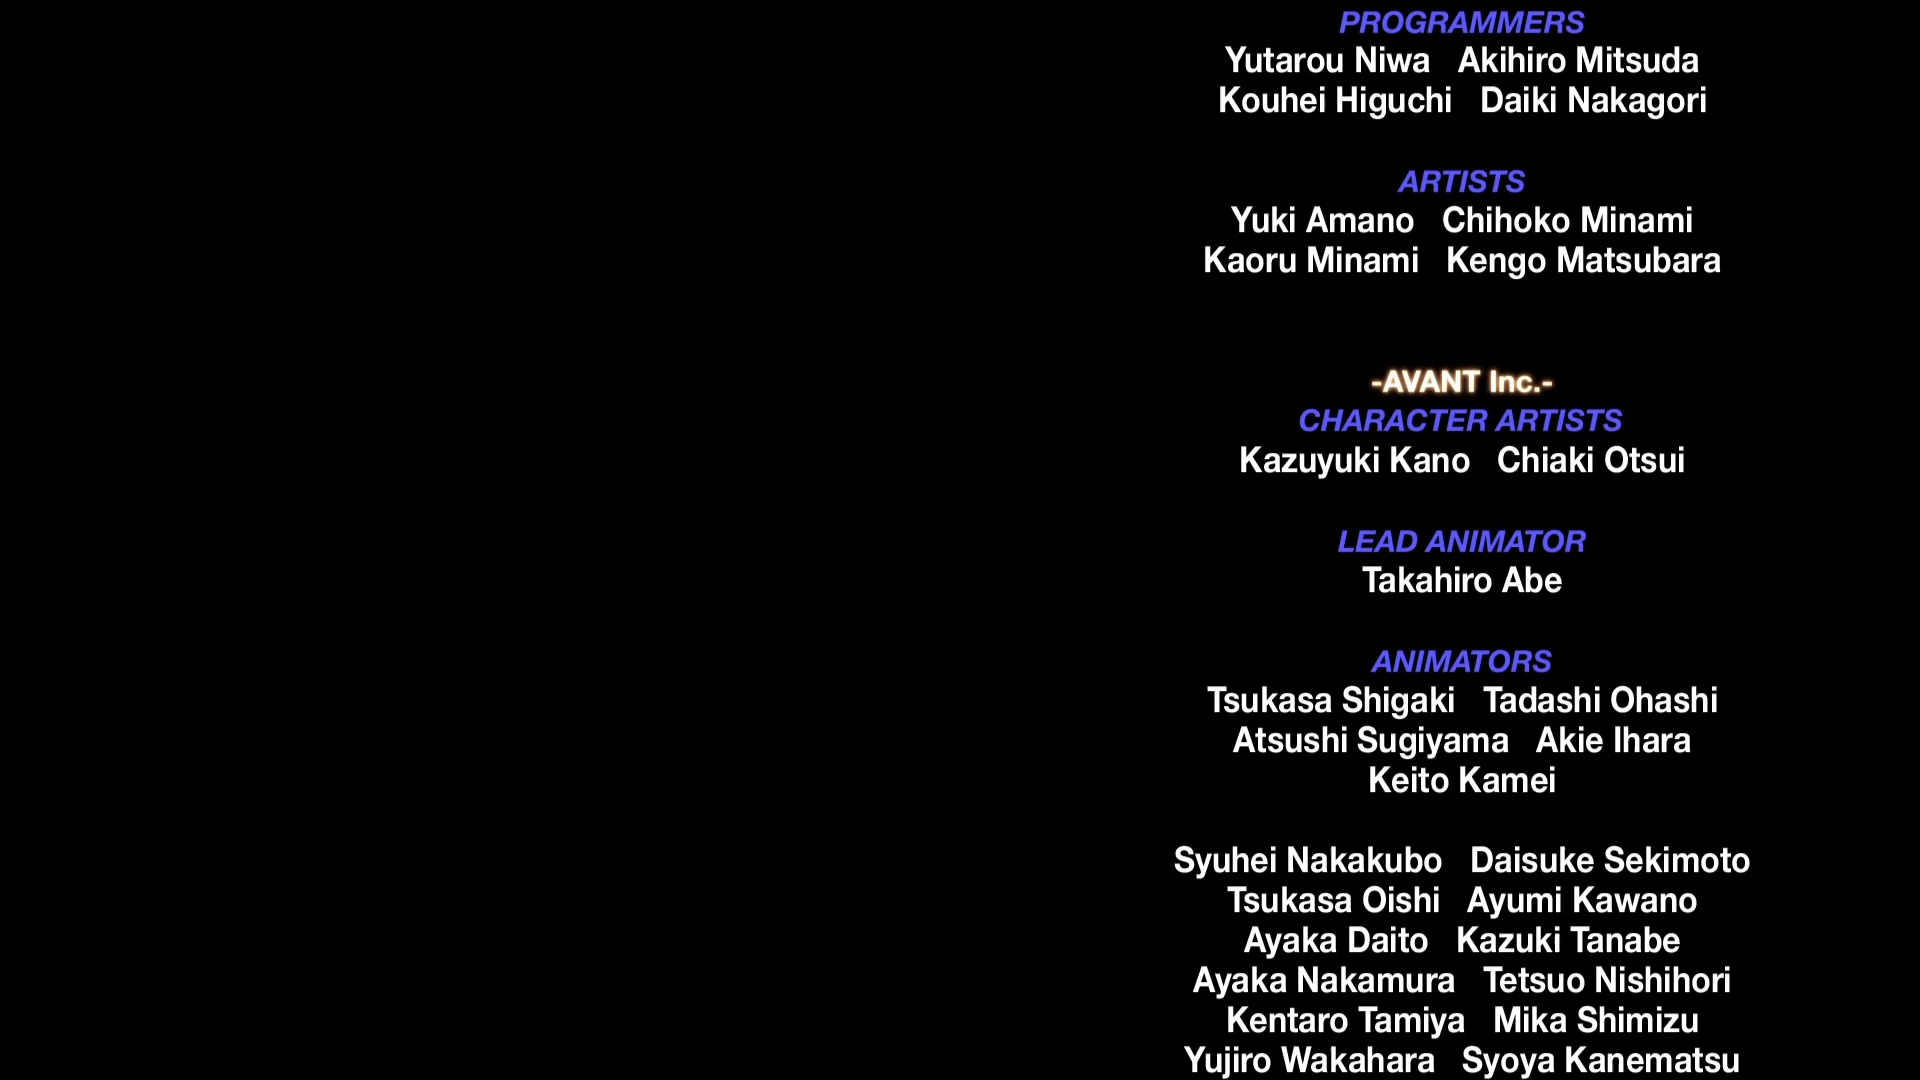 PROGRAMMERS
Yutarou Niwa Akihiro Mitsuda
Kouhei Higuchi Daiki Nakagori
ARTISTS
Yuki Amano Chihoko Minami
Kaoru Minami Kengo Matsubara
-AVANT Inc.-
CHARACTER ARTISTS
Kazuyuki Kano Chiaki Otsui
LEAD ANIMATOR
Takahiro Abe
ANIMATORS
Tsukasa Shigaki Tadashi Ohashi
Atsushi Sugiyama Akie Ihara
Keito Kamei
Syuhei Nakakubo Daisuke Sekimoto
Tsukasa Oishi Ayumi Kawano
Ayaka Daito Kazuki Tanabe
Ayaka Nakamura Tetsuo Nishihori
Kentaro Tamiya Mika Shimizu
Yujiro Wakahara Syoya Kanematsu